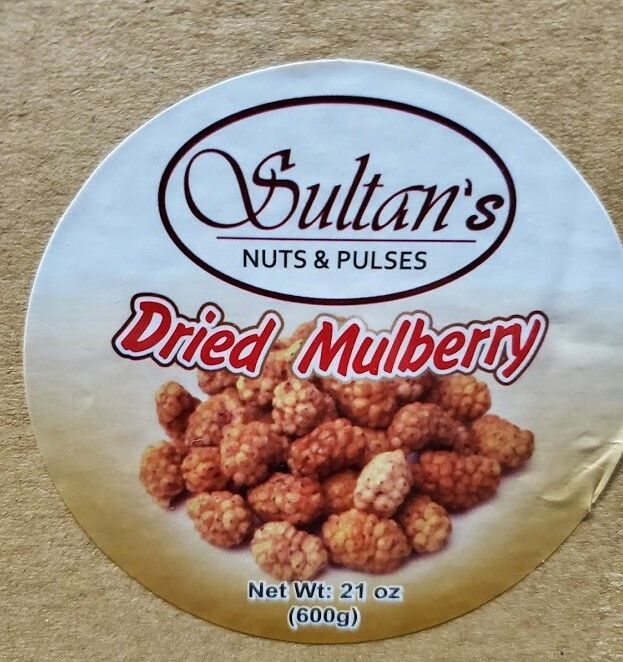 Sultan's
NUTS & PULSES
Dried Mulberry
Net Wt: 21 oz
(600g)